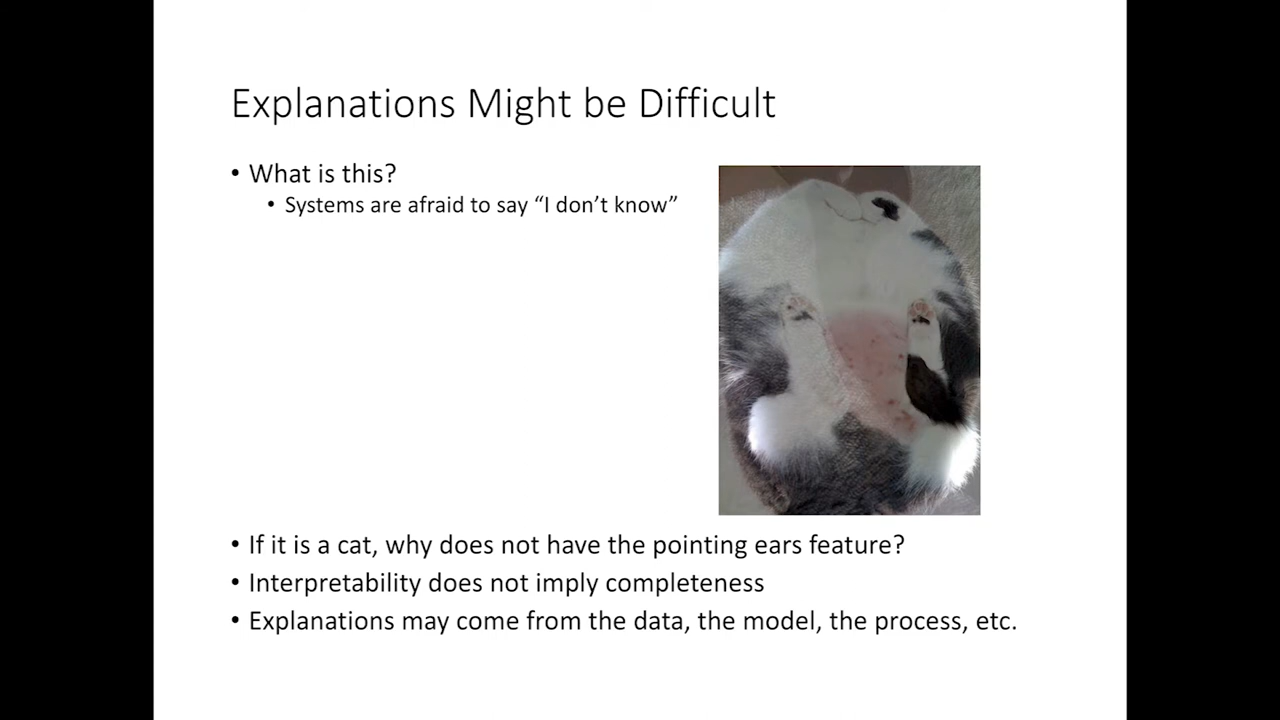 Explanations Might be Difficult
• What is this?
• Systems are afraid to say “I don’t know”
• If it is a cat, why does not have the pointing ears feature?
• Interpretability does not imply completeness
• Explanations may come from the data, the model, the process, etc.